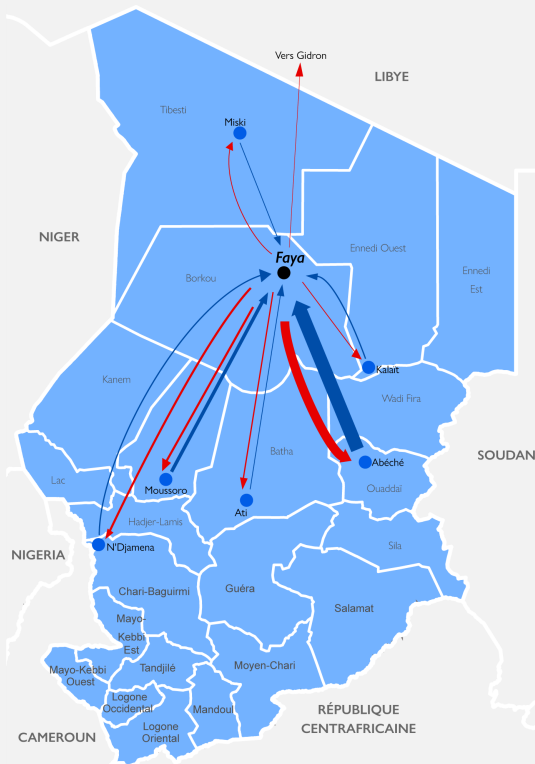 Vers Gidron
LIBYE
Tibesti
Miski
NIGER
Ennedi Ouest
Faya
Borkou
Ennedi
Est
Kalaït
Kanem
Wadi Fira
Batha
SOUDAN
Abéché
Lac
Moussoro
Ouaddaï
Ati
Hadjer-Lamis
N'Djamena
Sila
NIGERIA
Chari-Baguirmi
Guéra
Salamat
Mayo-
Kebbi
Est
Mayo-Kebbi
Ouest
Tandjilé
Moyen-Chari
Logone
Occidental
Mandoul
RÉPUBLIQUE
CENTRAFRICAINE
Logone
Oriental
CAMEROUN